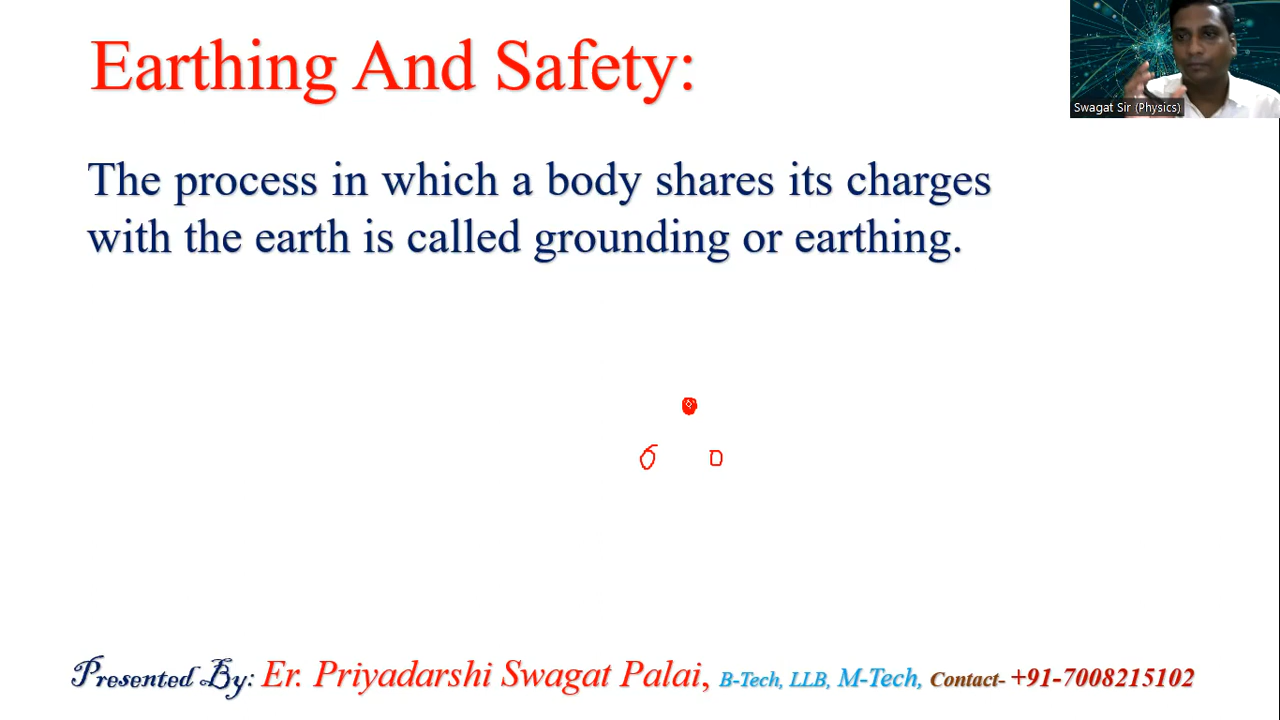 Earthing And Safety:
Swagat Sir (Physics)
The process in which a body shares its charges
with the earth is called grounding or earthing.
Presented By: Er. Priyadarshi Swagat Palai, B-Tech, LLB, M-Tech, Contact- +91-7008215102